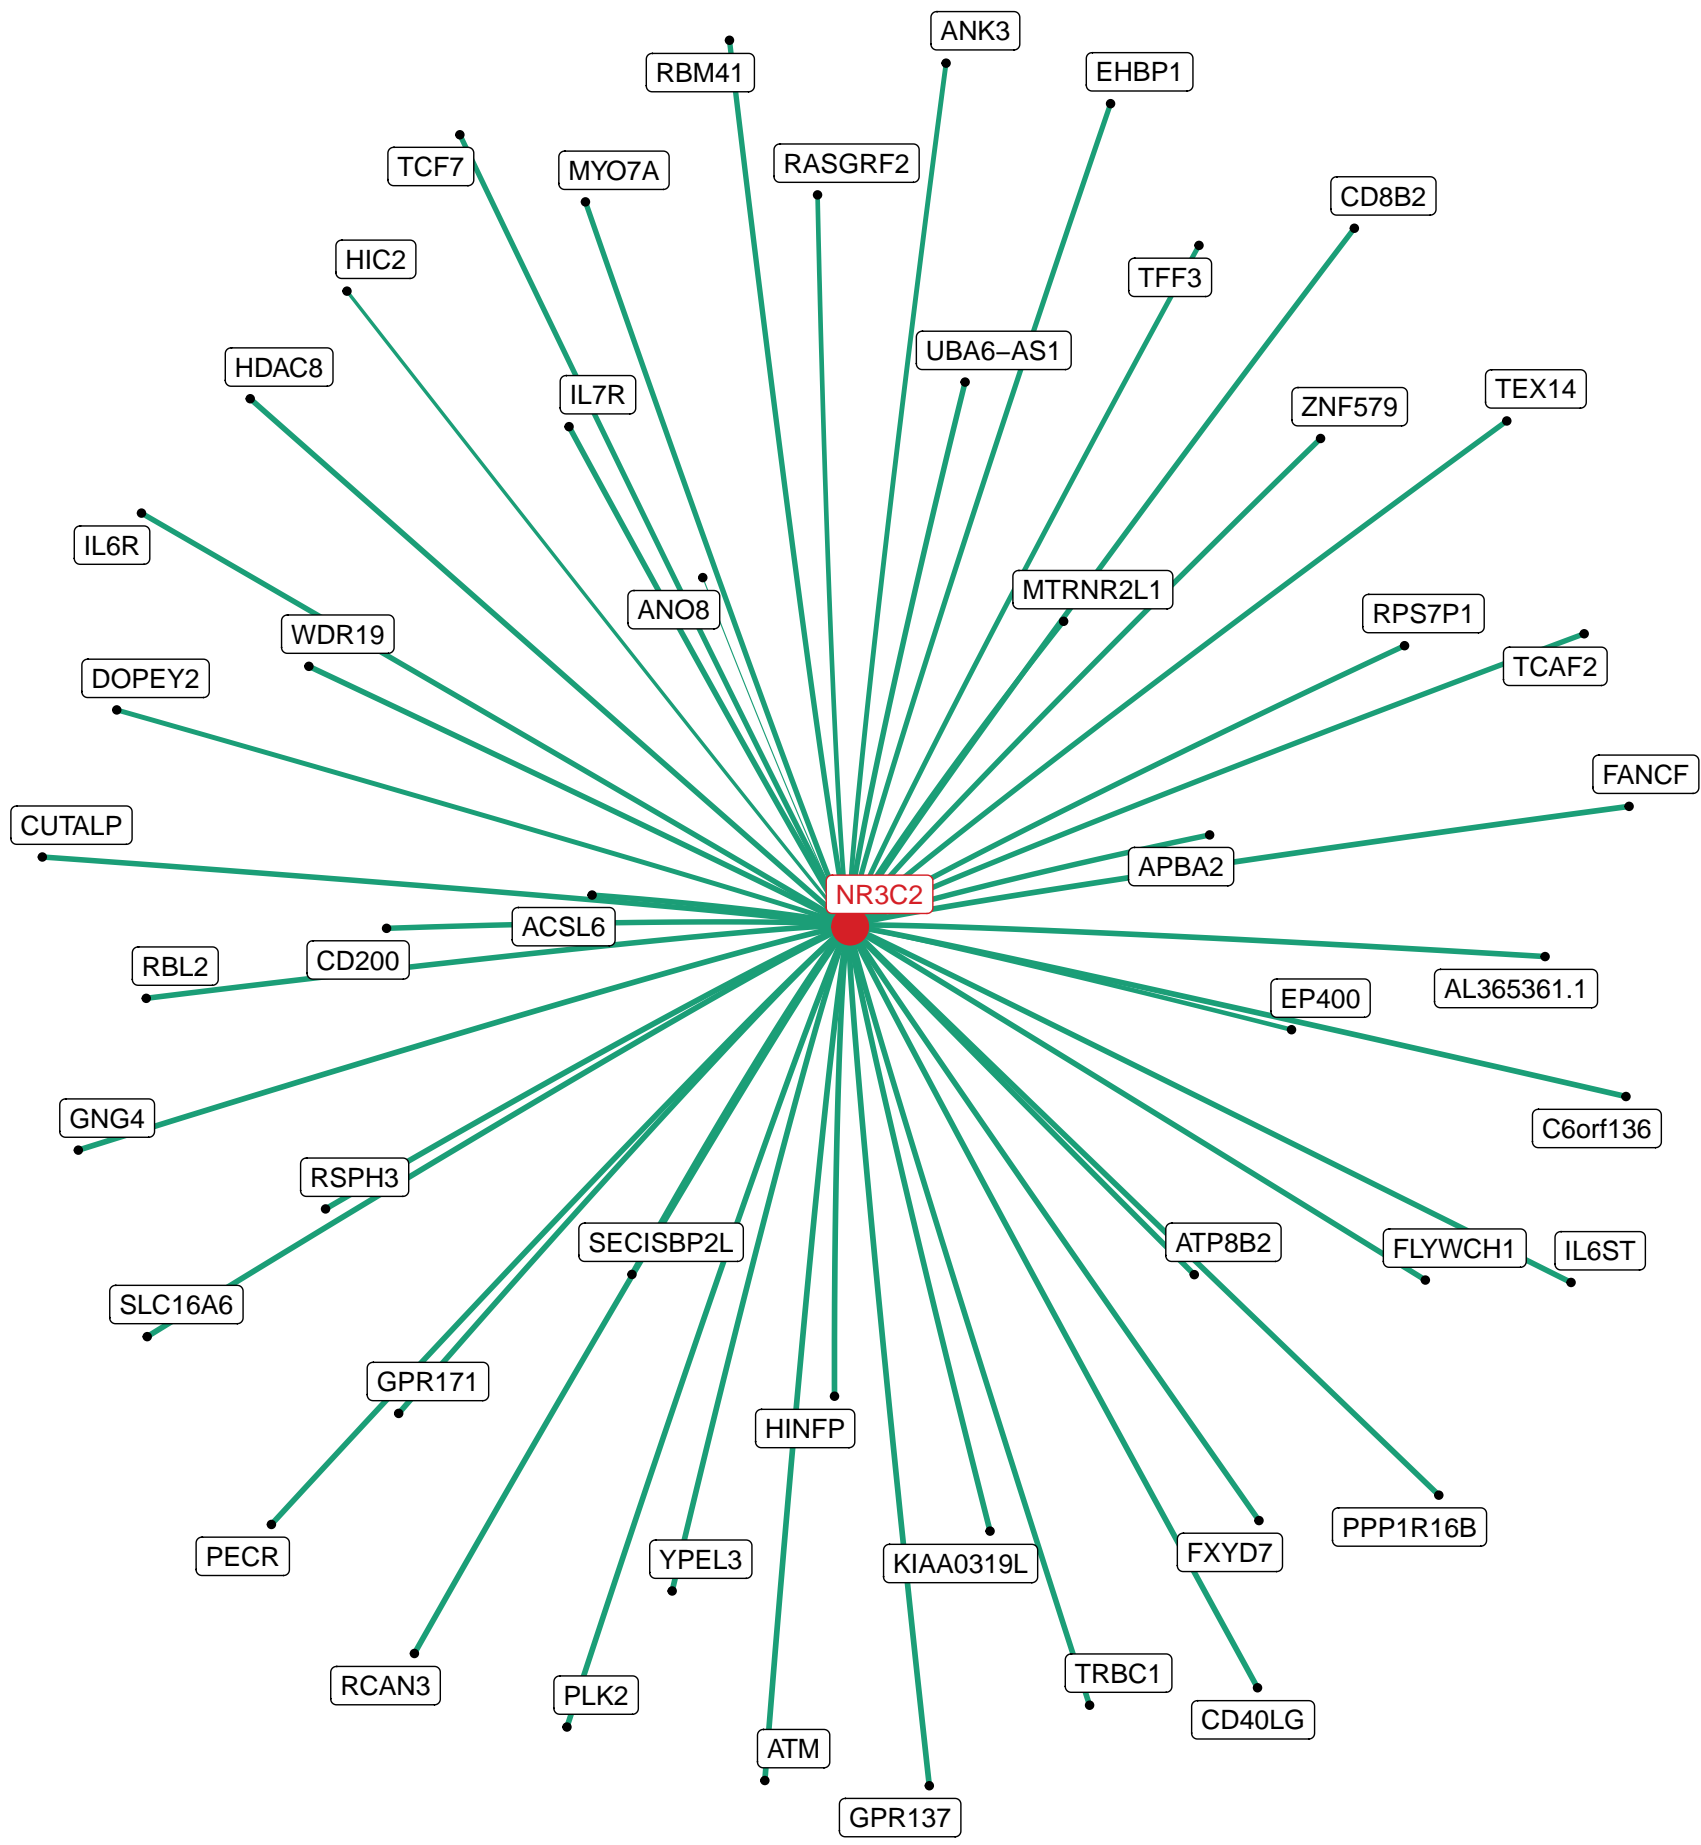 ANK3
RBM41
EHBP1
TCF7
MYO7A
RASGRF2
CD8B2
HIC2
TFF3
UBA6–AS1
HDAC8
IL7R
ZNF579
TEX14
IL6R
MTRNR2L1
ANO8
RPS7P1
WDR19
TCAF2
DOPEY2
FANCF
CUTALP
APBA2
NR3C2
ACSL6
CD200
RBL2
AL365361.1
EP400
GNG4
C6orf136
RSPH3
SECISBP2L
ATP8B2
FLYWCH1
IL6ST
SLC16A6
GPR171
HINFP
PPP1R16B
PECR
YPEL3
KIAA0319L
FXYD7
TRBC1
RCAN3
PLK2
CD40LG
ATM
GPR137